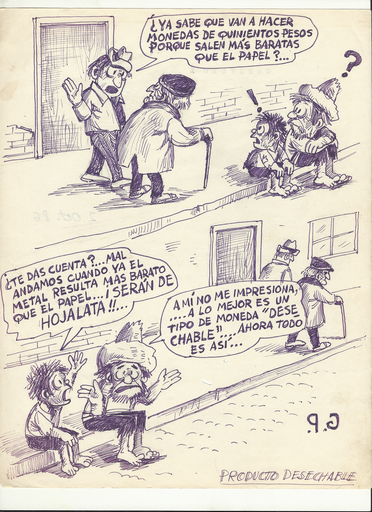 ¿YA SABE QUE VAN A HACER
MONEDAS DE QUINIENTOS PESOS
PORQUE SALEN MÁS BARATAS
QUE EL PAPEL?...
!
?
¿TE DAS CUENTA?...MAL
ANDAMOS CUANDO YA EL
METAL RESULTA MÁS BARATO
QUE EL PAPEL...¡SERÁN DE
HOJALATA!!...
A MÍ NO ME IMPRESIONA,
....A LO MEJOR ES UN
TIPO DE MONEDA "DESE
CHABLE"..... AHORA TODO
ES ASÍ...
G.P.
PRODUCTO DESECHABLE